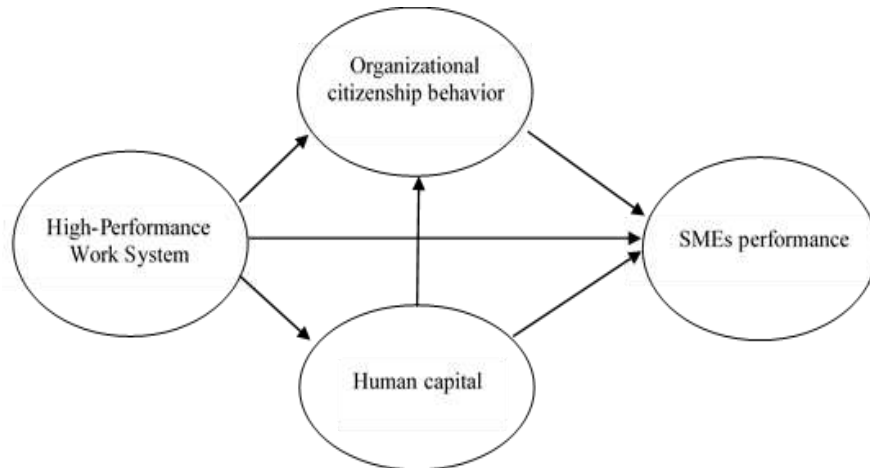 Organizational
citizenship behavior
High-Performance
Work System
SMEs performance
Human capital